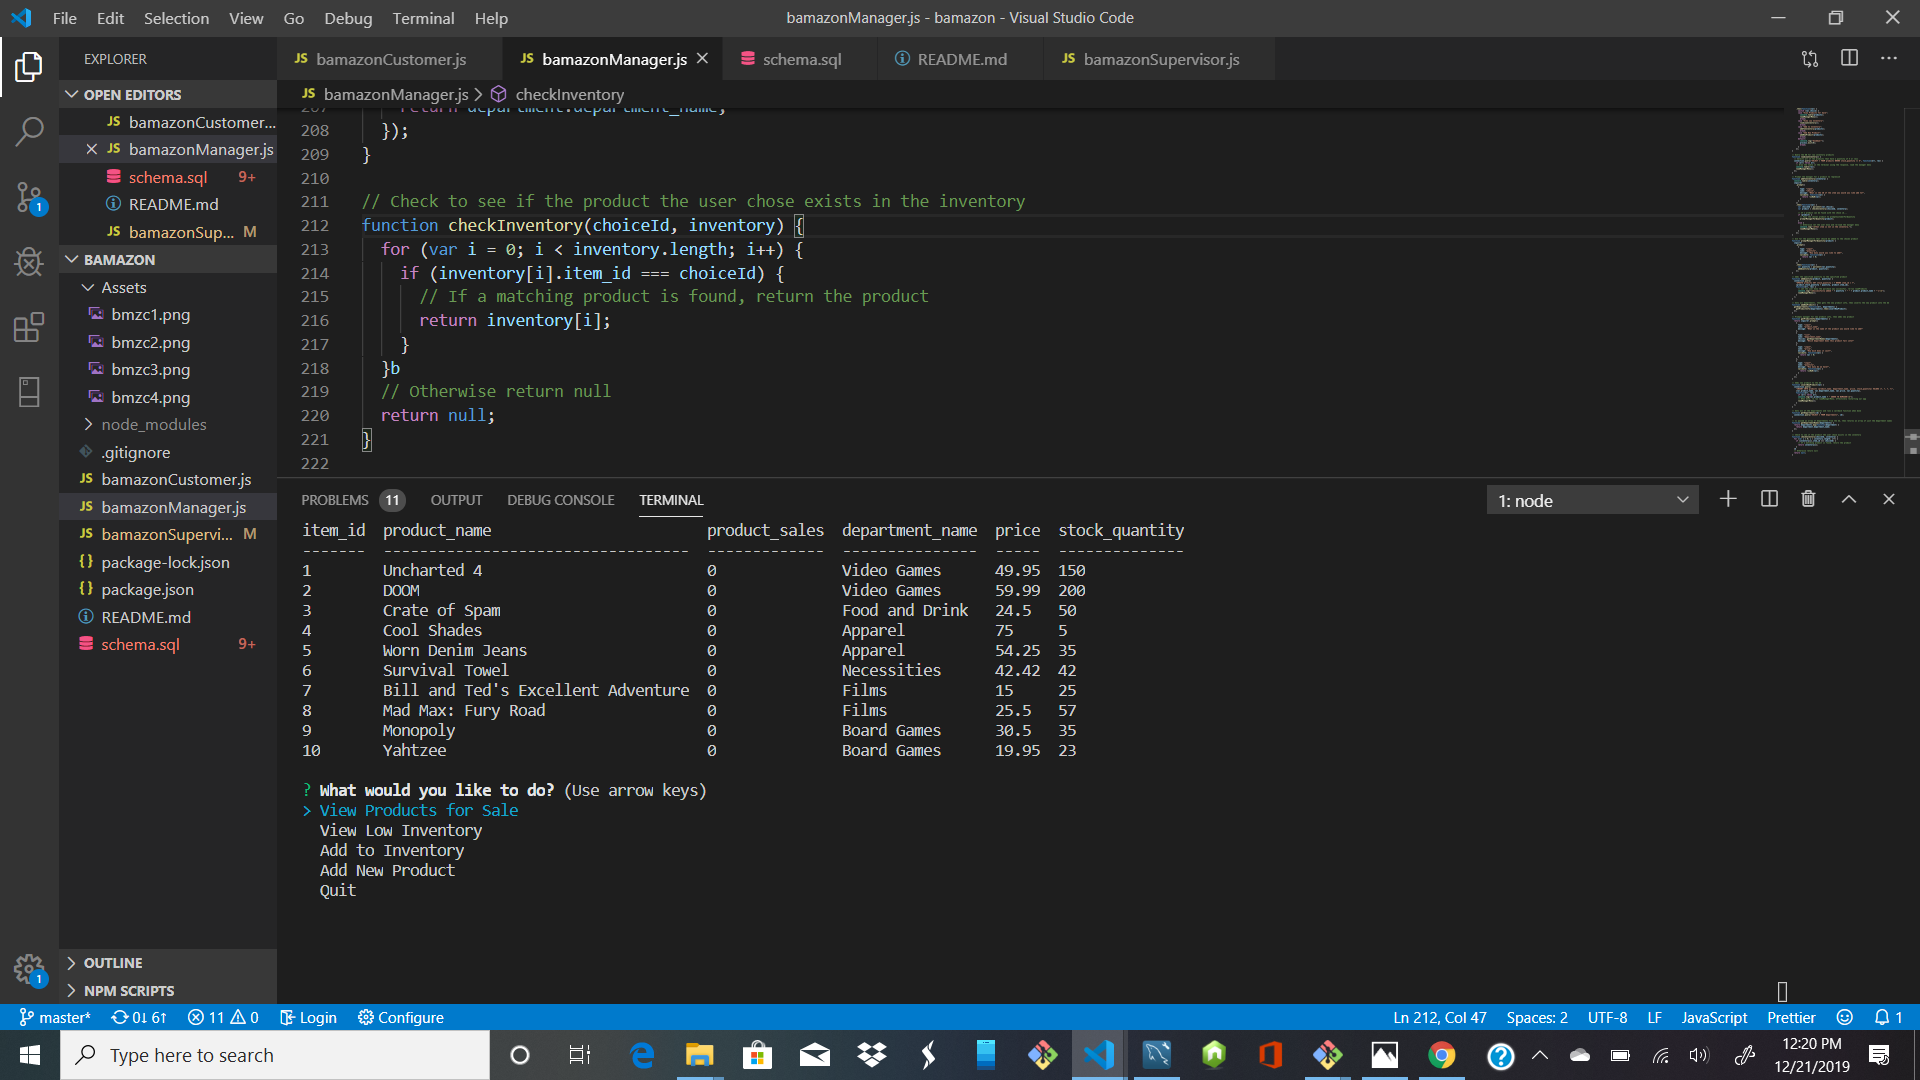 File Edit Selection View Go Debug Terminal Help
bamazonManager.js - bamazon - Visual Studio Code
EXPLORER
OPEN EDITORS
JS bamazonCustomer...
JS bamazonManager.js
schema.sql 9+
README.md
JS bamazonSup... M
BAMAZON
Assets
bmzc1.png
bmzc2.png
bmzc3.png
bmzc4.png
node_modules
.gitignore
JS bamazonCustomer.js
JS bamazonManager.js
JS bamazonSupervi... M
{} package-lock.json
{} package.json
README.md
schema.sql 9+
OUTLINE
NPM SCRIPTS
JS bamazonCustomer.js
JS bamazonManager.js
schema.sql
README.md
JS bamazonSupervisor.js
JS bamazonManager.js > checkInventory
207 return department.department_name;
208 });
209 }
210
211 // Check to see if the product the user chose exists in the inventory
212 function checkInventory(choiceId, inventory) {
213 for (var i = 0; i < inventory.length; i++) {
214 if (inventory[i].item_id === choiceId) {
215 // If a matching product is found, return the product
216 return inventory[i];
217 }
218 }b
219 // Otherwise return null
220 return null;
221 }
222
PROBLEMS 11 OUTPUT DEBUG CONSOLE TERMINAL
1: node
item_id product_name product_sales department_name price stock_quantity
------- ---------------------------------- ------------- --------------- ----- --------------
1 Uncharted 4 0 Video Games 49.95 150
2 DOOM 0 Video Games 59.99 200
3 Crate of Spam 0 Food and Drink 24.5 50
4 Cool Shades 0 Apparel 75 5
5 Worn Denim Jeans 0 Apparel 54.25 35
6 Survival Towel 0 Necessities 42.42 42
7 Bill and Ted's Excellent Adventure 0 Films 15 25
8 Mad Max: Fury Road 0 Films 25.5 57
9 Monopoly 0 Board Games 30.5 35
10 Yahtzee 0 Board Games 19.95 23
? What would you like to do? (Use arrow keys)
> View Products for Sale
View Low Inventory
Add to Inventory
Add New Product
Quit
1
1
master* 0↓ 6↑ 11 0 Login Configure
Ln 212, Col 47 Spaces: 2 UTF-8 LF JavaScript Prettier 1
Type here to search
12:20 PM
12/21/2019